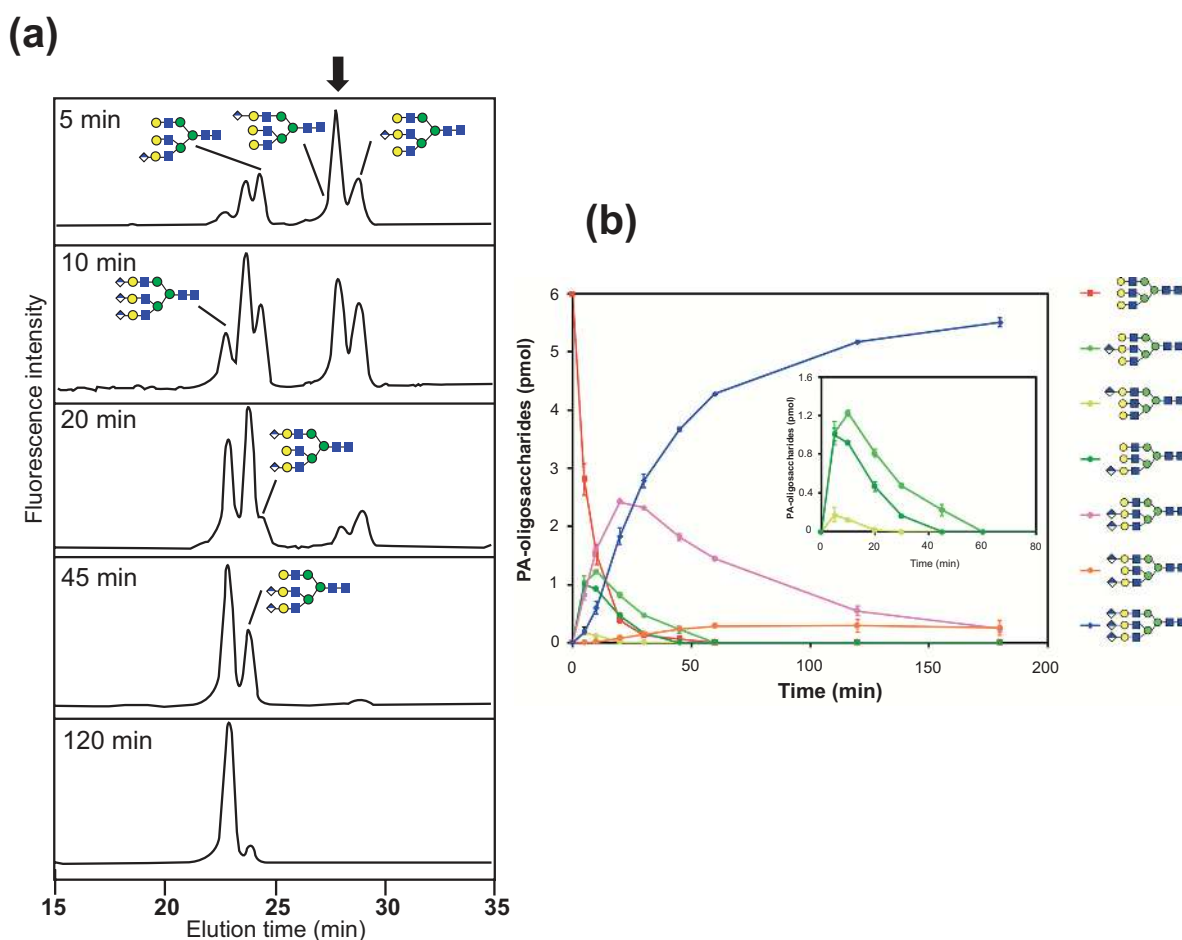 (a)
5 min
10 min
20 min
45 min
120 min
Fluorescence intensity
15 20 25 30 35
Elution time (min)
(b)
6
5
4
3
2
1
0
PA-oligosaccharides (pmol)
0 50 100 150 200
Time (min)
1.6
1.2
0.8
0.4
0
PA-oligosaccharides (pmol)
0 20 40 60 80
Time (min)